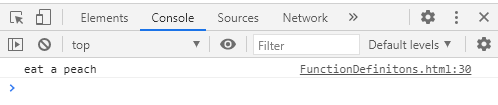 Elements Console Sources Network »
top Filter Default levels ▼
eat a peach FunctionDefinitons.html:30
>